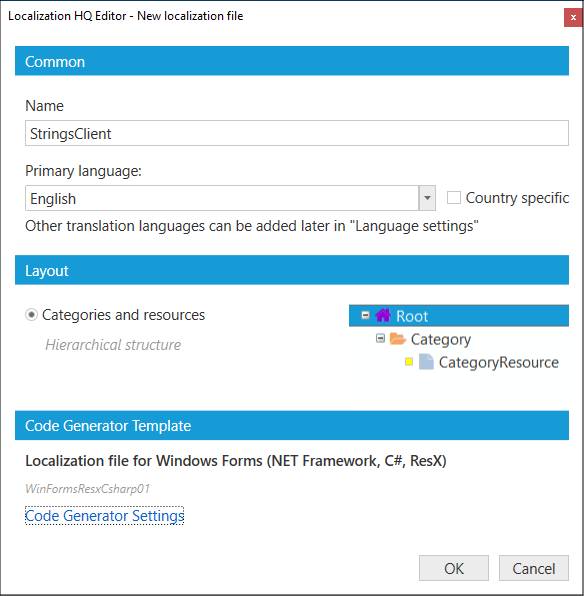 Localization HQ Editor - New localization file
x
Common
Name
StringsClient
Primary language:
English
Country specific
Other translation languages can be added later in "Language settings"
Layout
Categories and resources
Hierarchical structure
Root
Category
CategoryResource
Code Generator Template
Localization file for Windows Forms (NET Framework, C#, ResX)
WinFormsResxCsharp01
Code Generator Settings
OK
Cancel